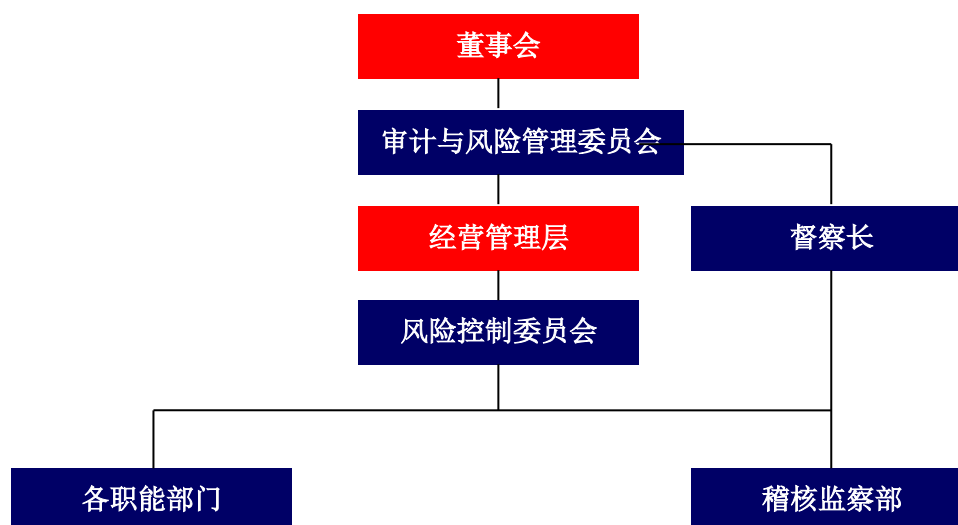 董事会
审计与风险管理委员会
经营管理层
督察长
风险控制委员会
各职能部门
稽核监察部